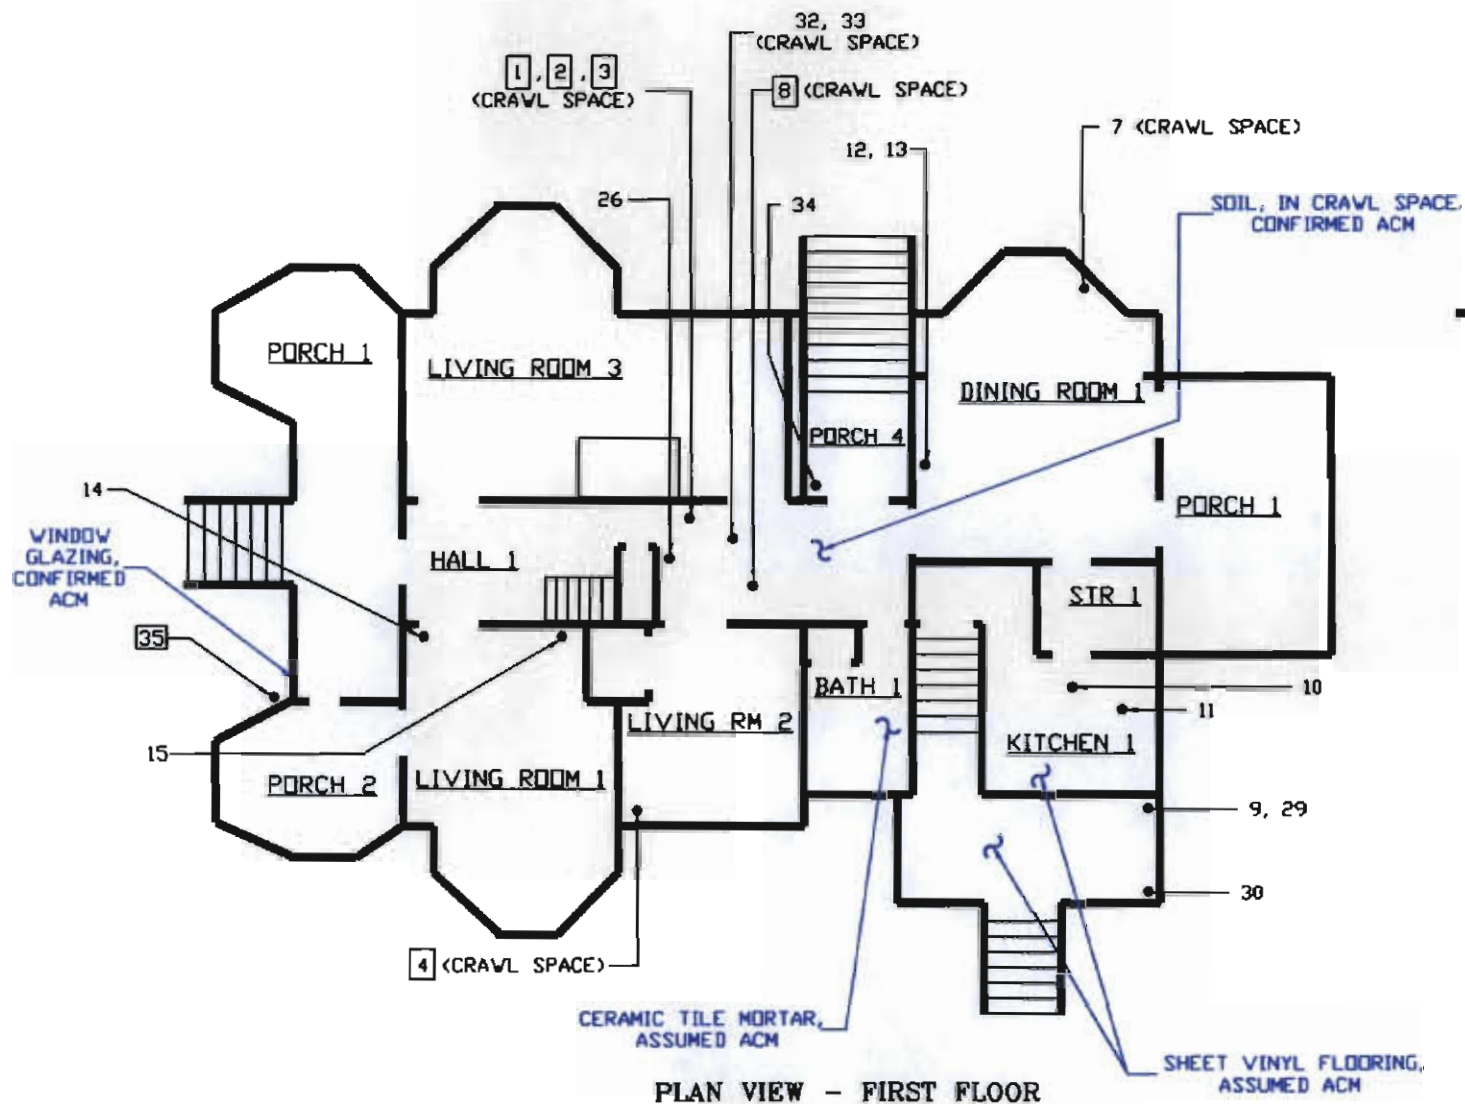 32, 33
(CRAWL SPACE)
1, 2, 3
(CRAWL SPACE)
8 (CRAWL SPACE)
7 (CRAWL SPACE)
12, 13
26
34
SOIL, IN CRAWL SPACE,
CONFIRMED ACM
PORCH 1
LIVING ROOM 3
DINING ROOM 1
PORCH 4
14
PORCH 1
WINDOW
GLAZING,
CONFIRMED
ACM
HALL 1
STR 1
35
BATH 1
10
11
LIVING RM 2
KITCHEN 1
15
PORCH 2
LIVING ROOM 1
9, 29
30
4 (CRAWL SPACE)
CERAMIC TILE MORTAR,
ASSUMED ACM
SHEET VINYL FLOORING,
ASSUMED ACM
PLAN VIEW - FIRST FLOOR